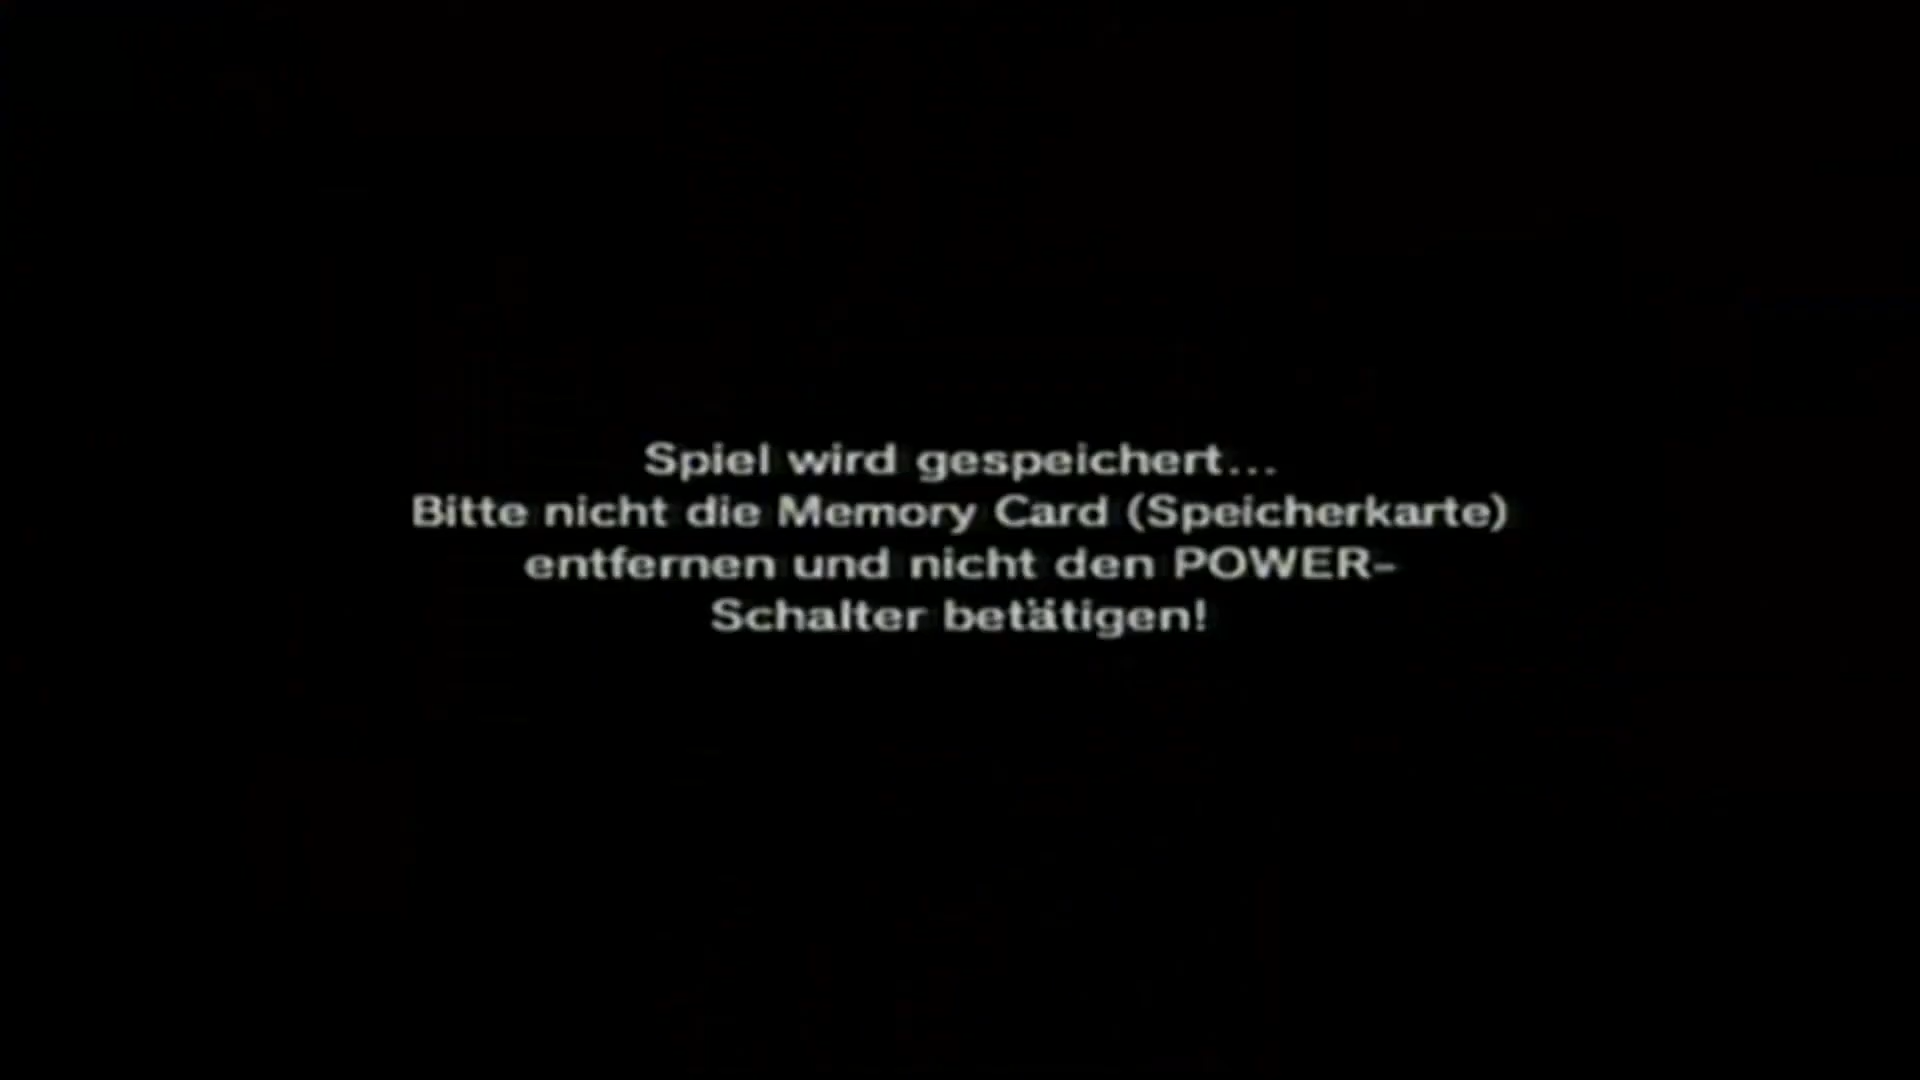 Spiel wird gespeichert...
Bitte nicht die Memory Card (Speicherkarte)
entfernen und nicht den POWER-
Schalter betätigen!